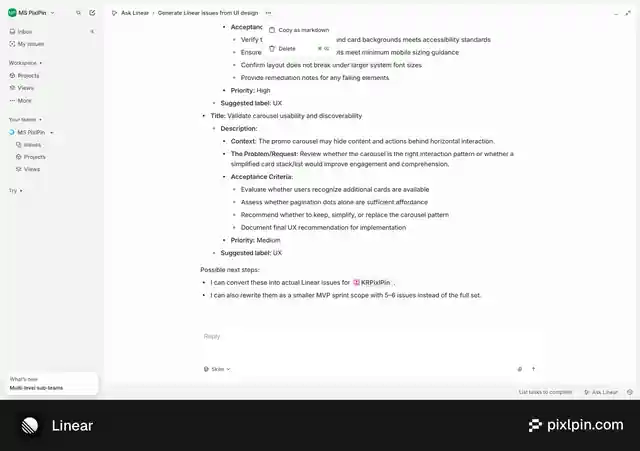 MS PixlPin
Ask Linear › Generate Linear issues from UI design
Inbox
My issues
Workspace
Projects
Views
More
Your teams
MS PixlPin
Issues
Projects
Views
Try
What's new
Multi-level sub-teams
Copy as markdown
Delete
Acceptanc
Verify t nd card backgrounds meets accessibility standards
Ensure ls meet minimum mobile sizing guidance
Confirm layout does not break under larger system font sizes
Provide remediation notes for any failing elements
Priority: High
Suggested label: UX
Title: Validate carousel usability and discoverability
Description:
Context: The promo carousel may hide content and actions behind horizontal interaction.
The Problem/Request: Review whether the carousel is the right interaction pattern or whether a
simplified card stack/list would improve engagement and comprehension.
Acceptance Criteria:
Evaluate whether users recognize additional cards are available
Assess whether pagination dots alone are sufficient affordance
Recommend whether to keep, simplify, or replace the carousel pattern
Document final UX recommendation for implementation
Priority: Medium
Suggested label: UX
Possible next steps:
I can convert these into actual Linear issues for KRPixlPin .
I can also rewrite them as a smaller MVP sprint scope with 5–6 issues instead of the full set.
Reply
Skills
List tasks to complete
Ask Linear
Linear
pixlpin.com